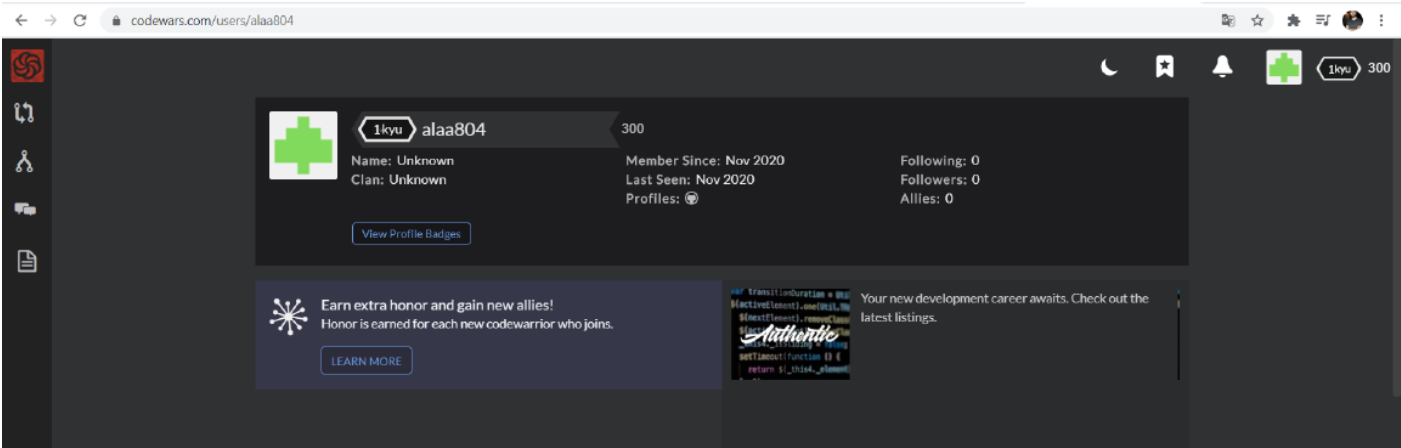 codewars.com/users/alaa804
1kyu 300
1kyu alaa804 300
Name: Unknown Member Since: Nov 2020 Following: 0
Clan: Unknown Last Seen: Nov 2020 Followers: 0
Profiles: Allies: 0
View Profile Badges
Earn extra honor and gain new allies!
Honor is earned for each new codewarrior who joins.
LEARN MORE
Authentic
setTimeout(function () {
Your new development career awaits. Check out the
latest listings.